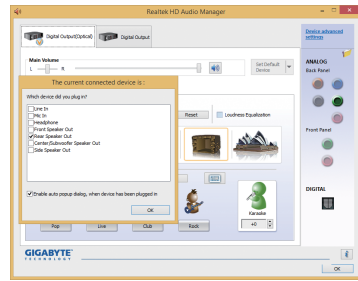 Realtek HD Audio Manager
Digital Output(Optical)
Digital Output
Device advanced
settings
Main Volume
L
R
Set Default
Device
ANALOG
Back Panel
The current connected device is :
Which device did you plug in?
Line In
Mic In
Headphone
Front Speaker Out
Rear Speaker Out
Center/Subwoofer Speaker Out
Side Speaker Out
Enable auto popup dialog, when device has been plugged in
OK
Reset
Loudness Equalization
Front Panel
DIGITAL
Pop
Live
Club
Rock
Karaoke
+0
GIGABYTE
TECHNOLOGY
i
OK